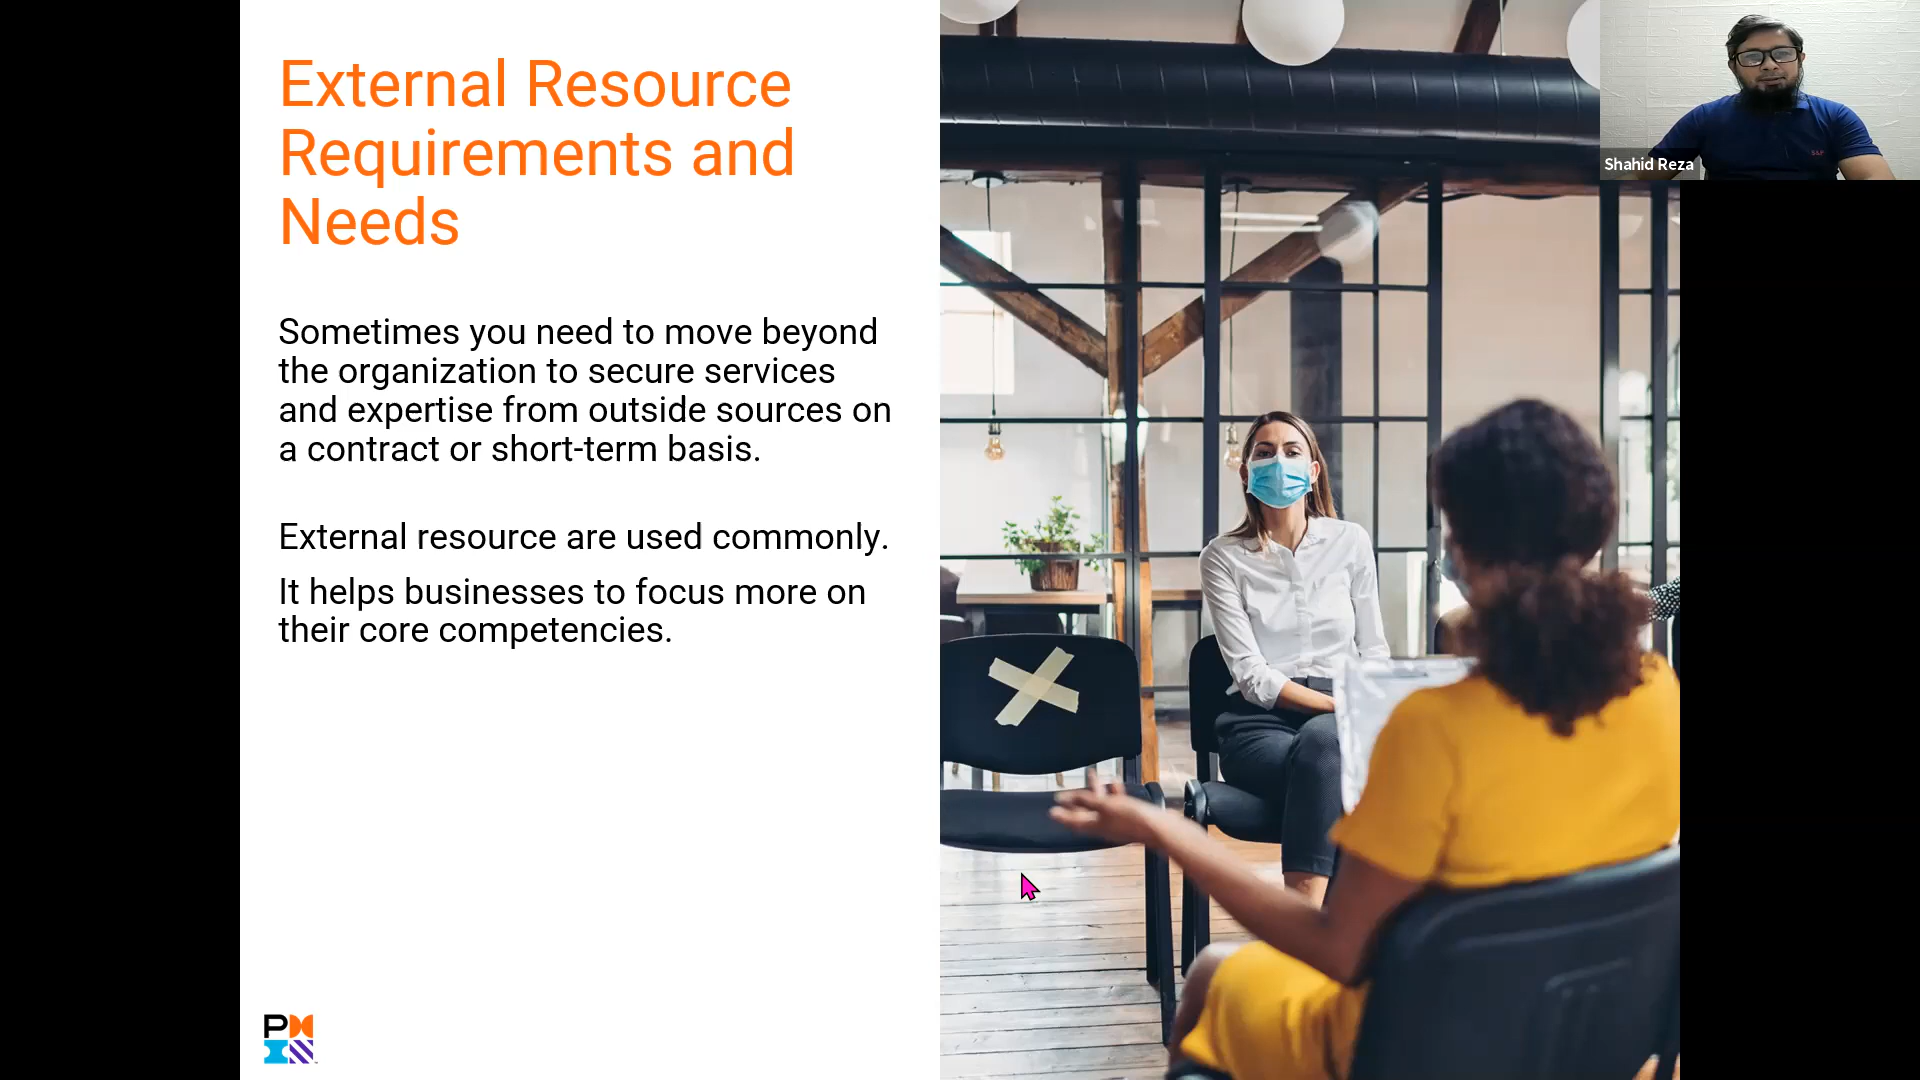 External Resource
Requirements and
Needs
Sometimes you need to move beyond
the organization to secure services
and expertise from outside sources on
a contract or short-term basis.
External resource are used commonly.
It helps businesses to focus more on
their core competencies.
Shahid Reza